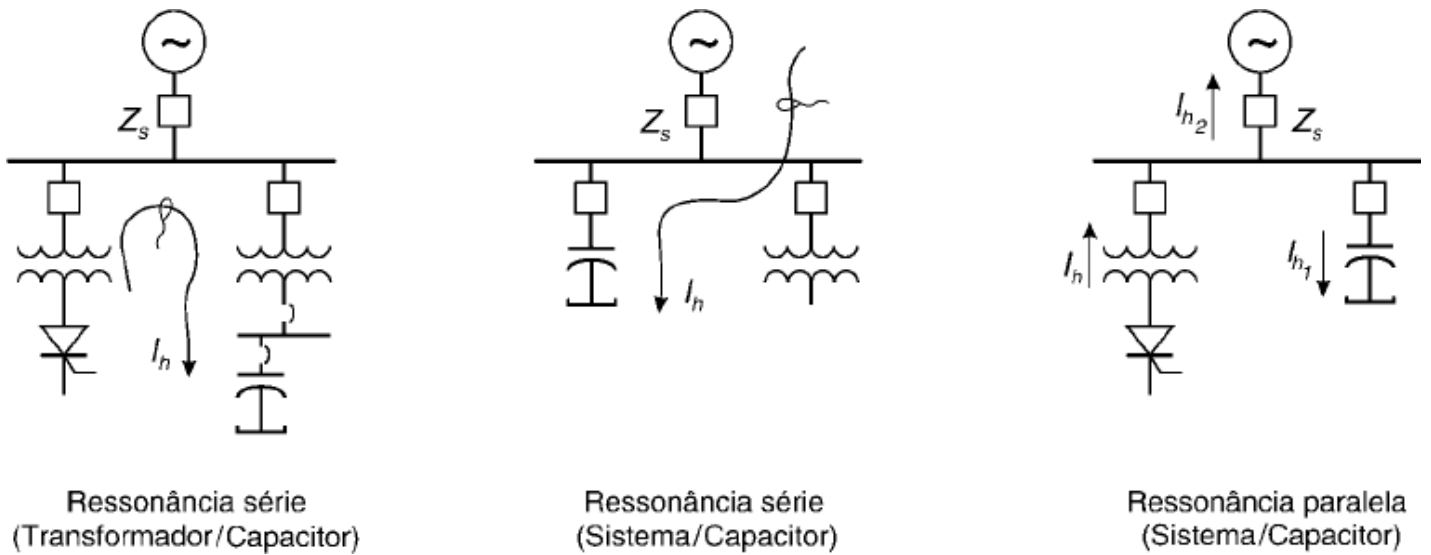 Z_s
I_h
Ressonância série
(Transformador/Capacitor)
Z_s
I_h
Ressonância série
(Sistema/Capacitor)
I_h2
Z_s
I_h
I_h1
Ressonância paralela
(Sistema/Capacitor)